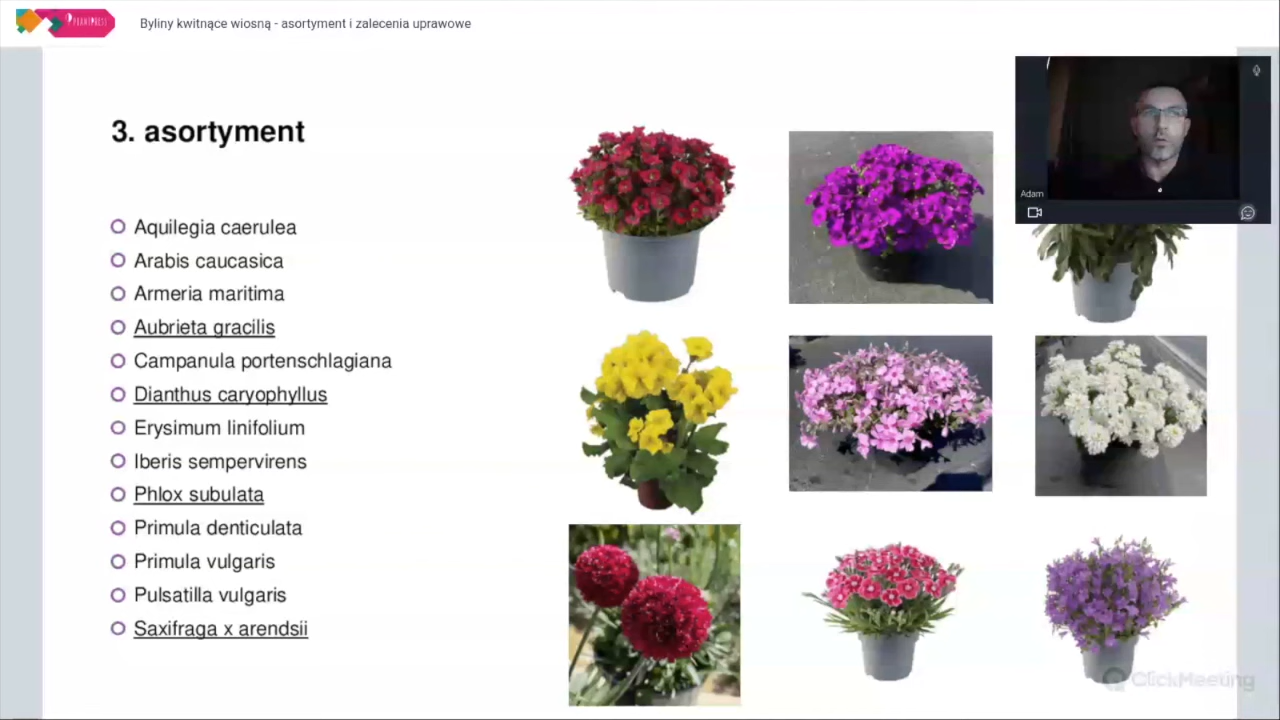 Byliny kwitnące wiosną - asortyment i zalecenia uprawowe
3. asortyment
Adam
Aquilegia caerulea
Arabis caucasica
Armeria maritima
Aubrieta gracilis
Campanula portenschlagiana
Dianthus caryophyllus
Erysimum linifolium
Iberis sempervirens
Phlox subulata
Primula denticulata
Primula vulgaris
Pulsatilla vulgaris
Saxifraga x arendsii
ClickMeeting